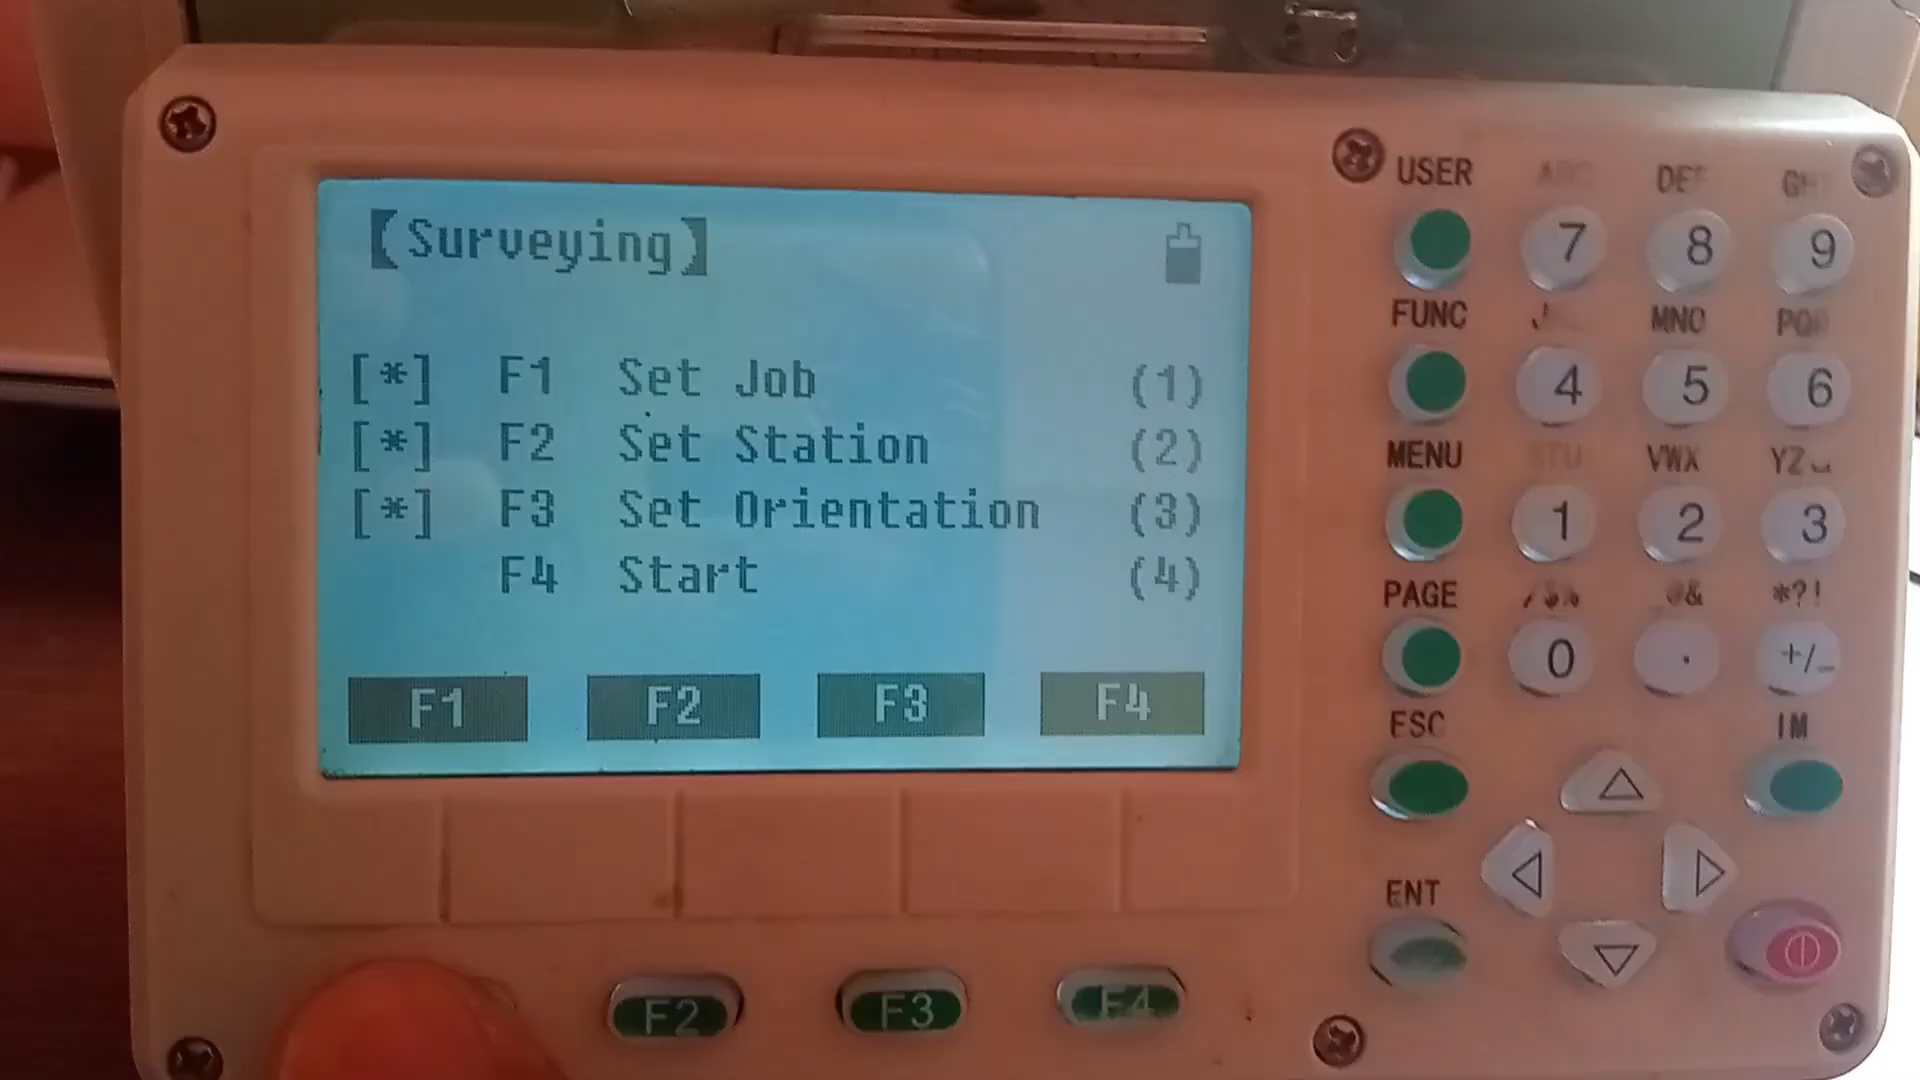 【Surveying】
[*] F1 Set Job (1)
[*] F2 Set Station (2)
[*] F3 Set Orientation (3)
F4 Start (4)
F1 F2 F3 F4
F2 F3 F4
USER
7 8 9
FUNC MNO
4 5 6
MENU STU VWX
1 2 3
PAGE *?!
0 . +/-
ESC IM
ENT